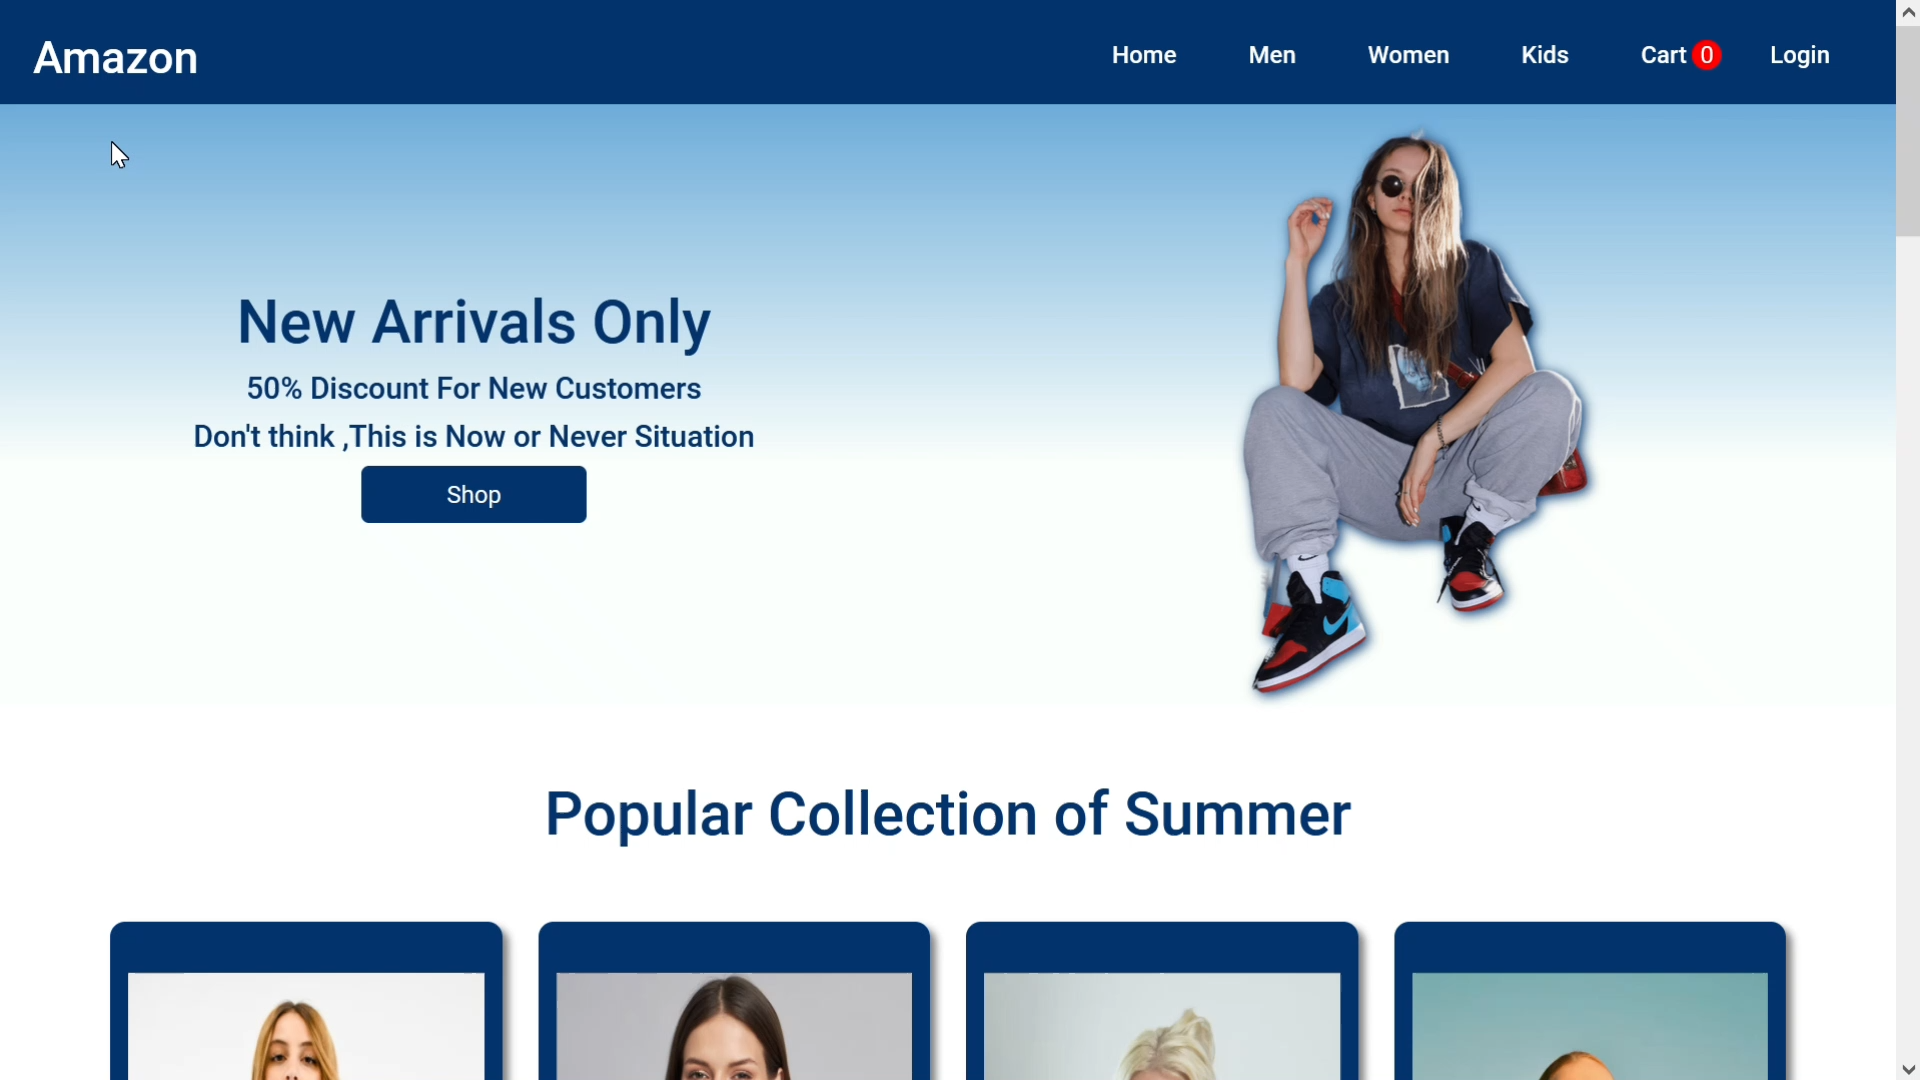 Amazon
Home Men Women Kids Cart 0 Login
New Arrivals Only
50% Discount For New Customers
Don't think ,This is Now or Never Situation
Shop
Popular Collection of Summer